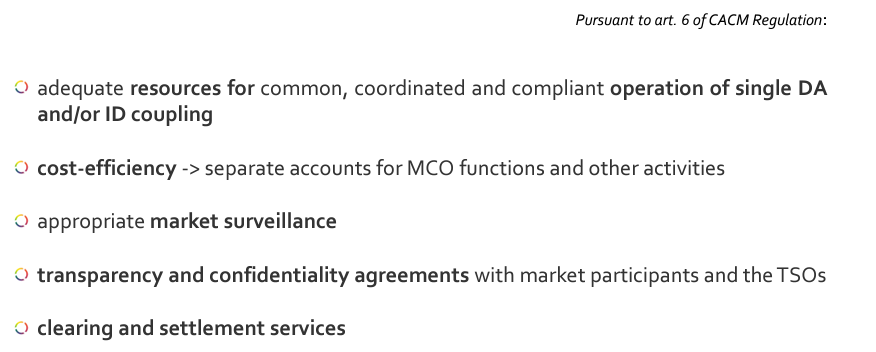 Pursuant to art. 6 of CACM Regulation:
adequate resources for common, coordinated and compliant operation of single DA
and/or ID coupling
cost-efficiency -> separate accounts for MCO functions and other activities
appropriate market surveillance
transparency and confidentiality agreements with market participants and the TSOs
clearing and settlement services